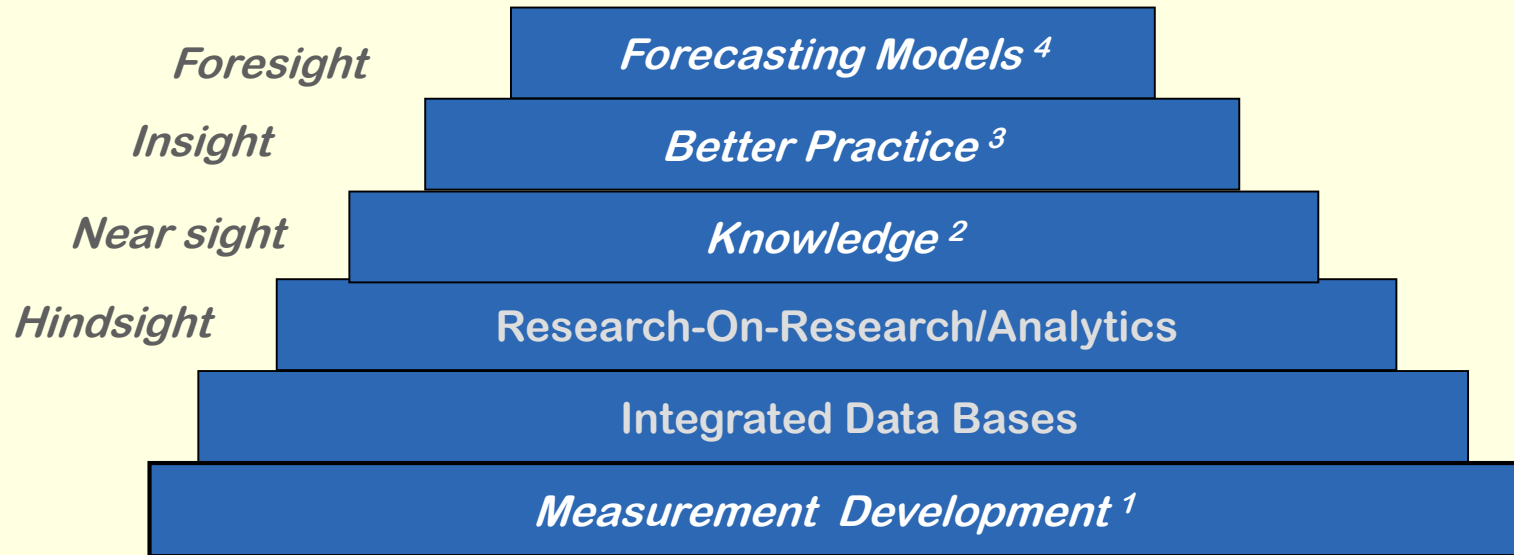 Foresight
Forecasting Models 4
Insight
Better Practice 3
Near sight
Knowledge 2
Hindsight
Research-On-Research/Analytics
Integrated Data Bases
Measurement Development 1